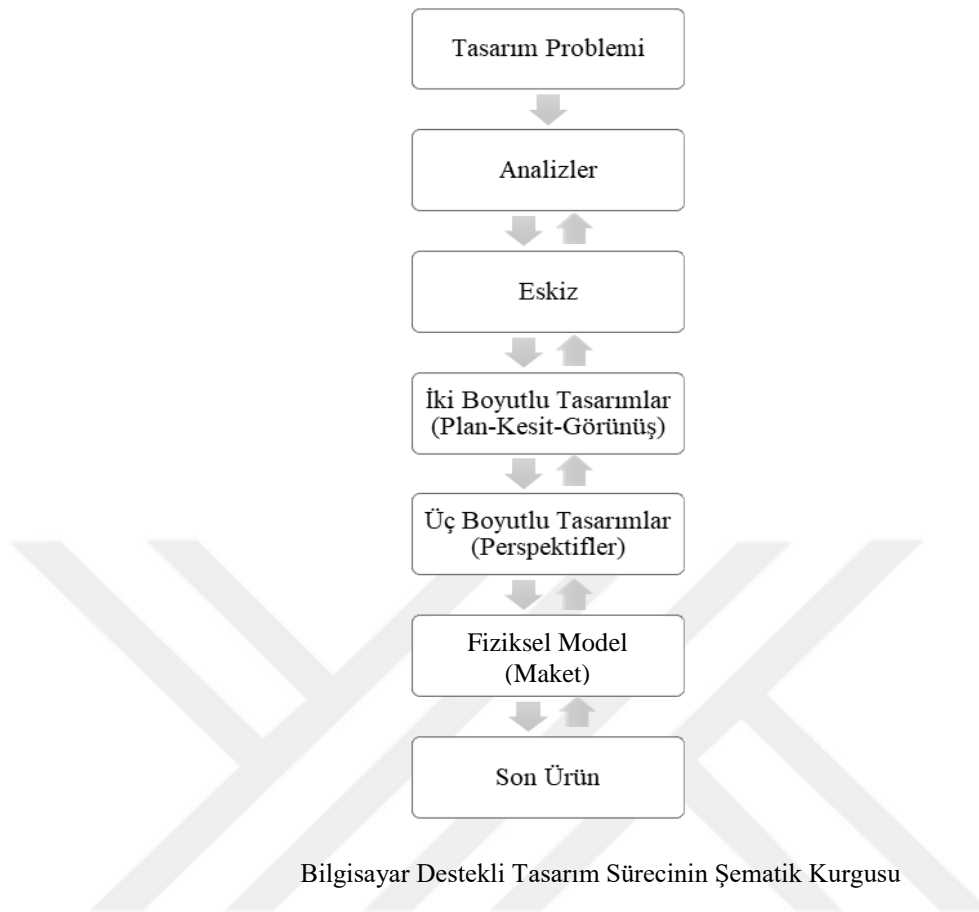 Tasarım Problemi
Analizler
Eskiz
İki Boyutlu Tasarımlar
(Plan-Kesit-Görünüş)
Üç Boyutlu Tasarımlar
(Perspektifler)
Fiziksel Model
(Maket)
Son Ürün
Bilgisayar Destekli Tasarım Sürecinin Şematik Kurgusu